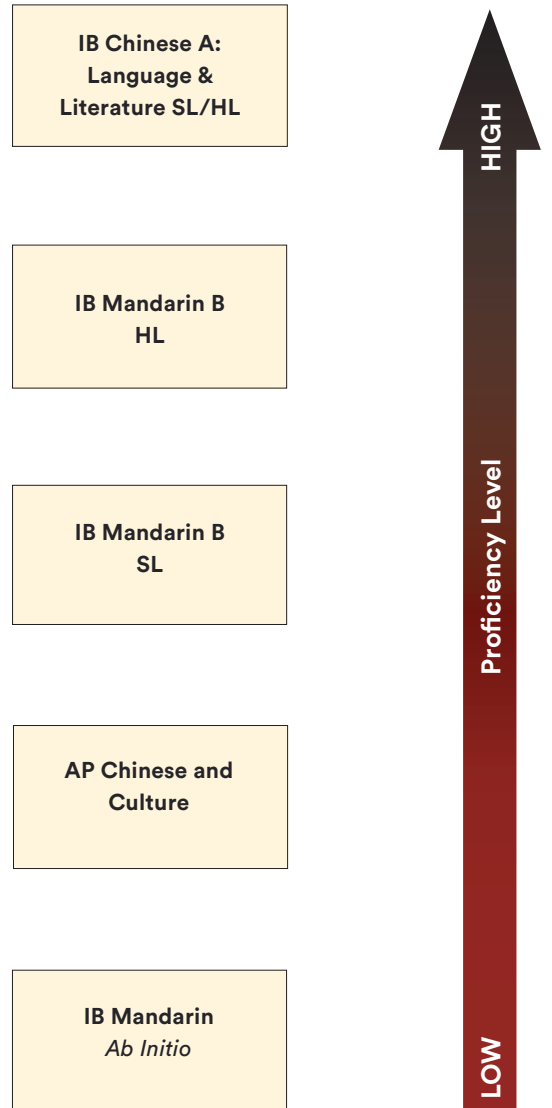 IB Chinese A:
Language &
Literature SL/HL
HIGH
IB Mandarin B
HL
IB Mandarin B
SL
Proficiency Level
AP Chinese and
Culture
IB Mandarin
Ab Initio
LOW